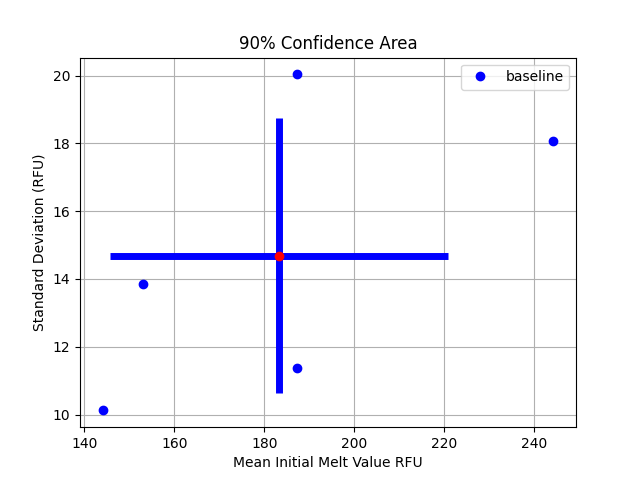 90% Confidence Area
baseline
Standard Deviation (RFU)
20
18
16
14
12
10
140 160 180 200 220 240
Mean Initial Melt Value RFU